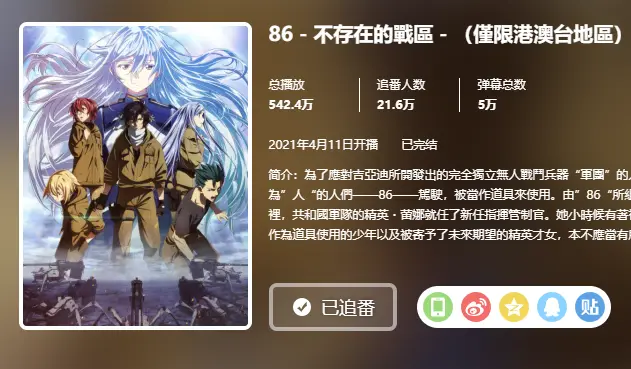 86 - 不存在的戰區 - （僅限港澳台地區）
总播放
追番人数
弹幕总数
542.4万
21.6万
5万
2021年4月11日开播
已完结
简介：為了應對吉亞迪所開發出的完全獨立無人戰鬥兵器“軍團”的
為”人“的人們——86——駕駛，被當作道具來使用。由”86“所
裡，共和國軍隊的精英·蕾娜就任了新任指揮管制官。她小時候有著
作為道具使用的少年以及被寄予了未來期望的精英才女，本不應當有
已追番
贴